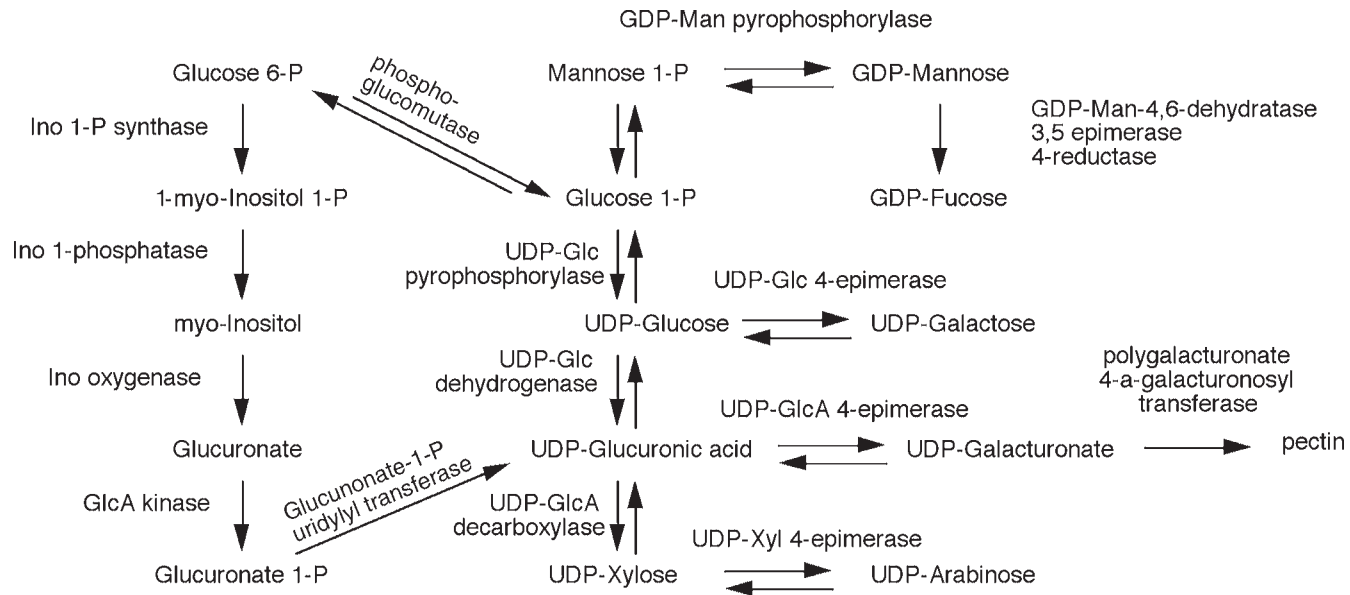 GDP-Man pyrophosphorylase
Glucose 6-P
phospho-
glucomutase
Mannose 1-P
GDP-Mannose
Ino 1-P synthase
GDP-Man-4,6-dehydratase
3,5 epimerase
4-reductase
1-myo-Inositol 1-P
Glucose 1-P
GDP-Fucose
Ino 1-phosphatase
UDP-Glc
pyrophosphorylase
UDP-Glc 4-epimerase
myo-Inositol
UDP-Glucose
UDP-Galactose
Ino oxygenase
UDP-Glc
dehydrogenase
polygalacturonate
4-a-galacturonosyl
transferase
UDP-GlcA 4-epimerase
Glucuronate
UDP-Glucuronic acid
UDP-Galacturonate
pectin
GlcA kinase
Glucunonate-1-P
uridylyl transferase
UDP-GlcA
decarboxylase
UDP-Xyl 4-epimerase
Glucuronate 1-P
UDP-Xylose
UDP-Arabinose